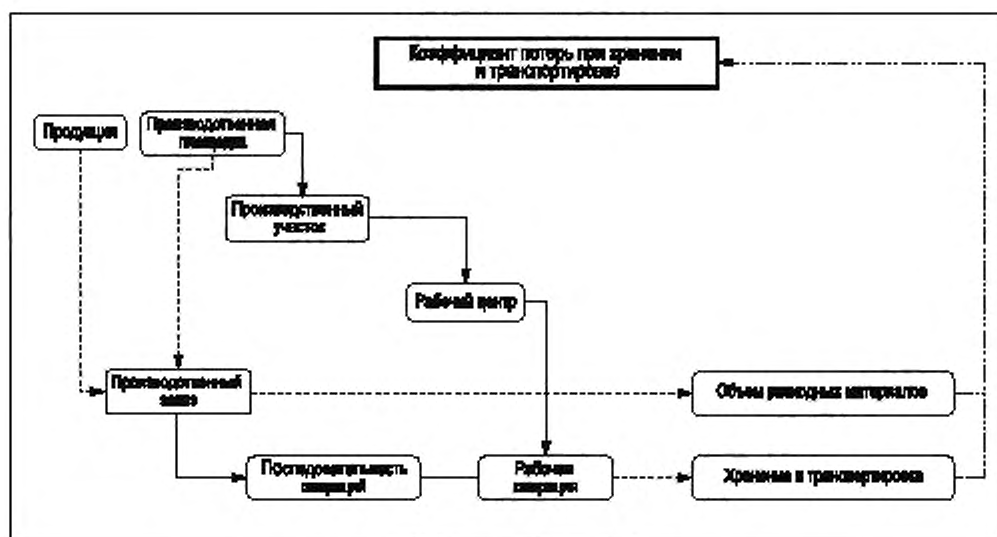 Коэффициент потерь при хранении
и транспортировке
Продукция
Производственная
площадка
Производственный
участок
Рабочий центр
Производственный
заказ
Объем расходных материалов
Последовательность
операций
Рабочая
операция
Хранение и транспортировка